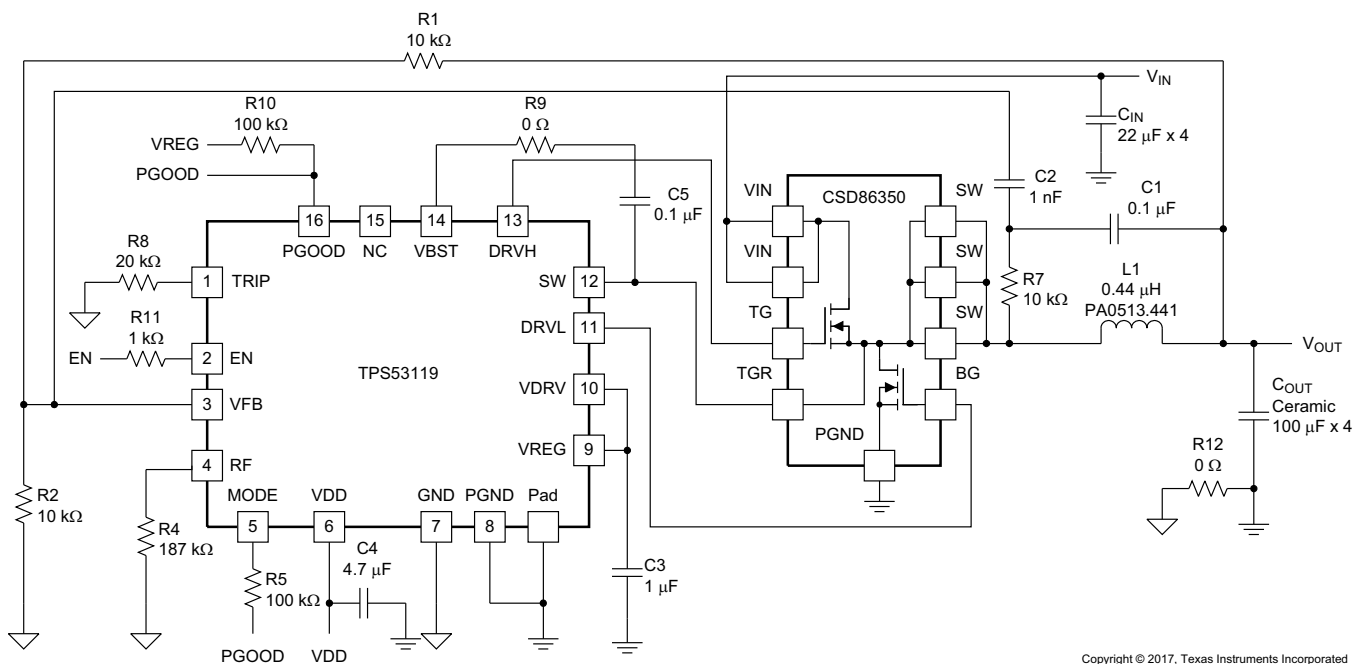 R1
10 kΩ
VIN
R10
100 kΩ
R9
0 Ω
CIN
22 µF x 4
VREG
PGOOD
C5
0.1 µF
VIN
CSD86350
SW
C2
1 nF
C1
0.1 µF
16
15
14
13
PGOOD
NC
VBST
DRVH
VIN
SW
R8
20 kΩ
1
TRIP
SW
12
TG
SW
R7
10 kΩ
L1
0.44 µH
PA0513.441
R11
1 kΩ
DRVL
11
EN
2
EN
TPS53119
TGR
BG
VOUT
3
VFB
VDRV
10
COUT
Ceramic
100 µF x 4
PGND
VREG
9
4
RF
R12
0 Ω
R2
10 kΩ
MODE
VDD
GND
PGND
Pad
5
6
7
8
R4
187 kΩ
C4
4.7 µF
C3
1 µF
R5
100 kΩ
PGOOD
VDD
Copyright © 2017, Texas Instruments Incorporated